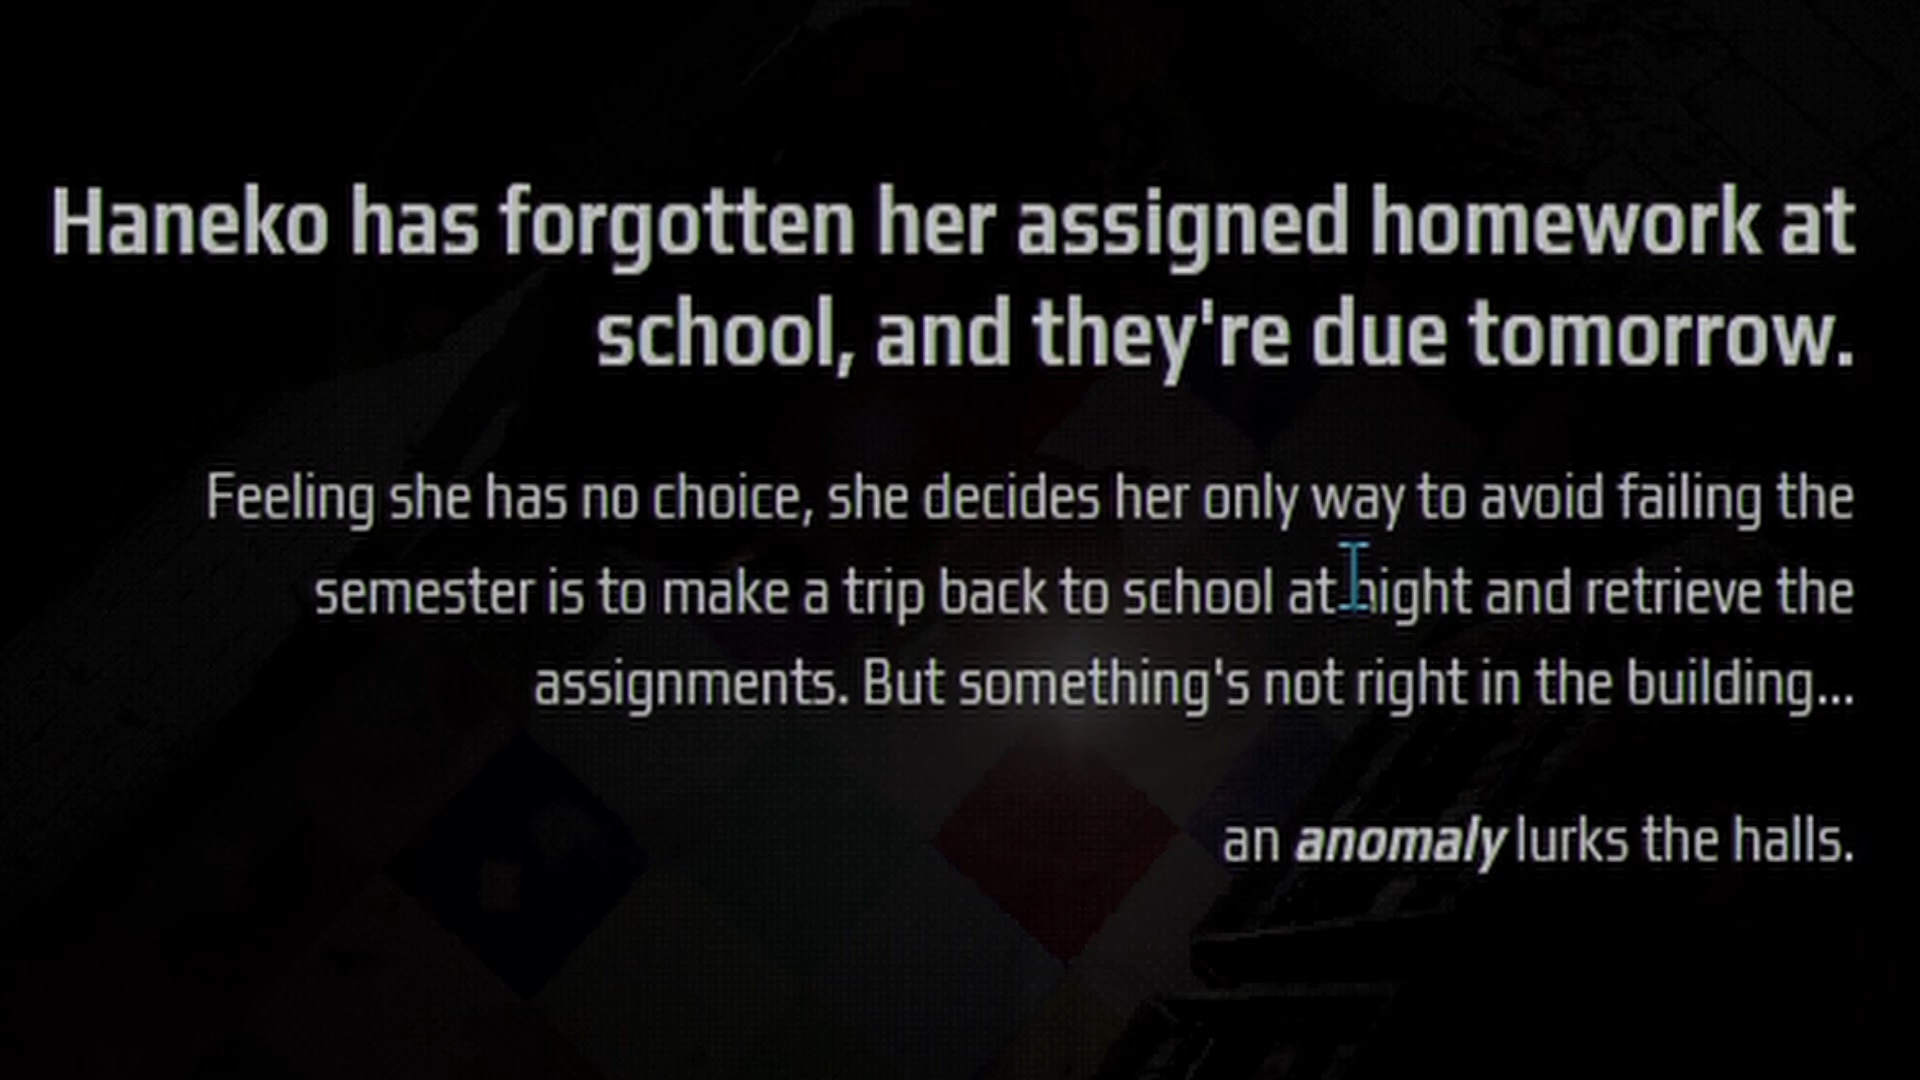 Haneko has forgotten her assigned homework at
school, and they're due tomorrow.
Feeling she has no choice, she decides her only way to avoid failing the
semester is to make a trip back to school at night and retrieve the
assignments. But something's not right in the building...
an anomaly lurks the halls.